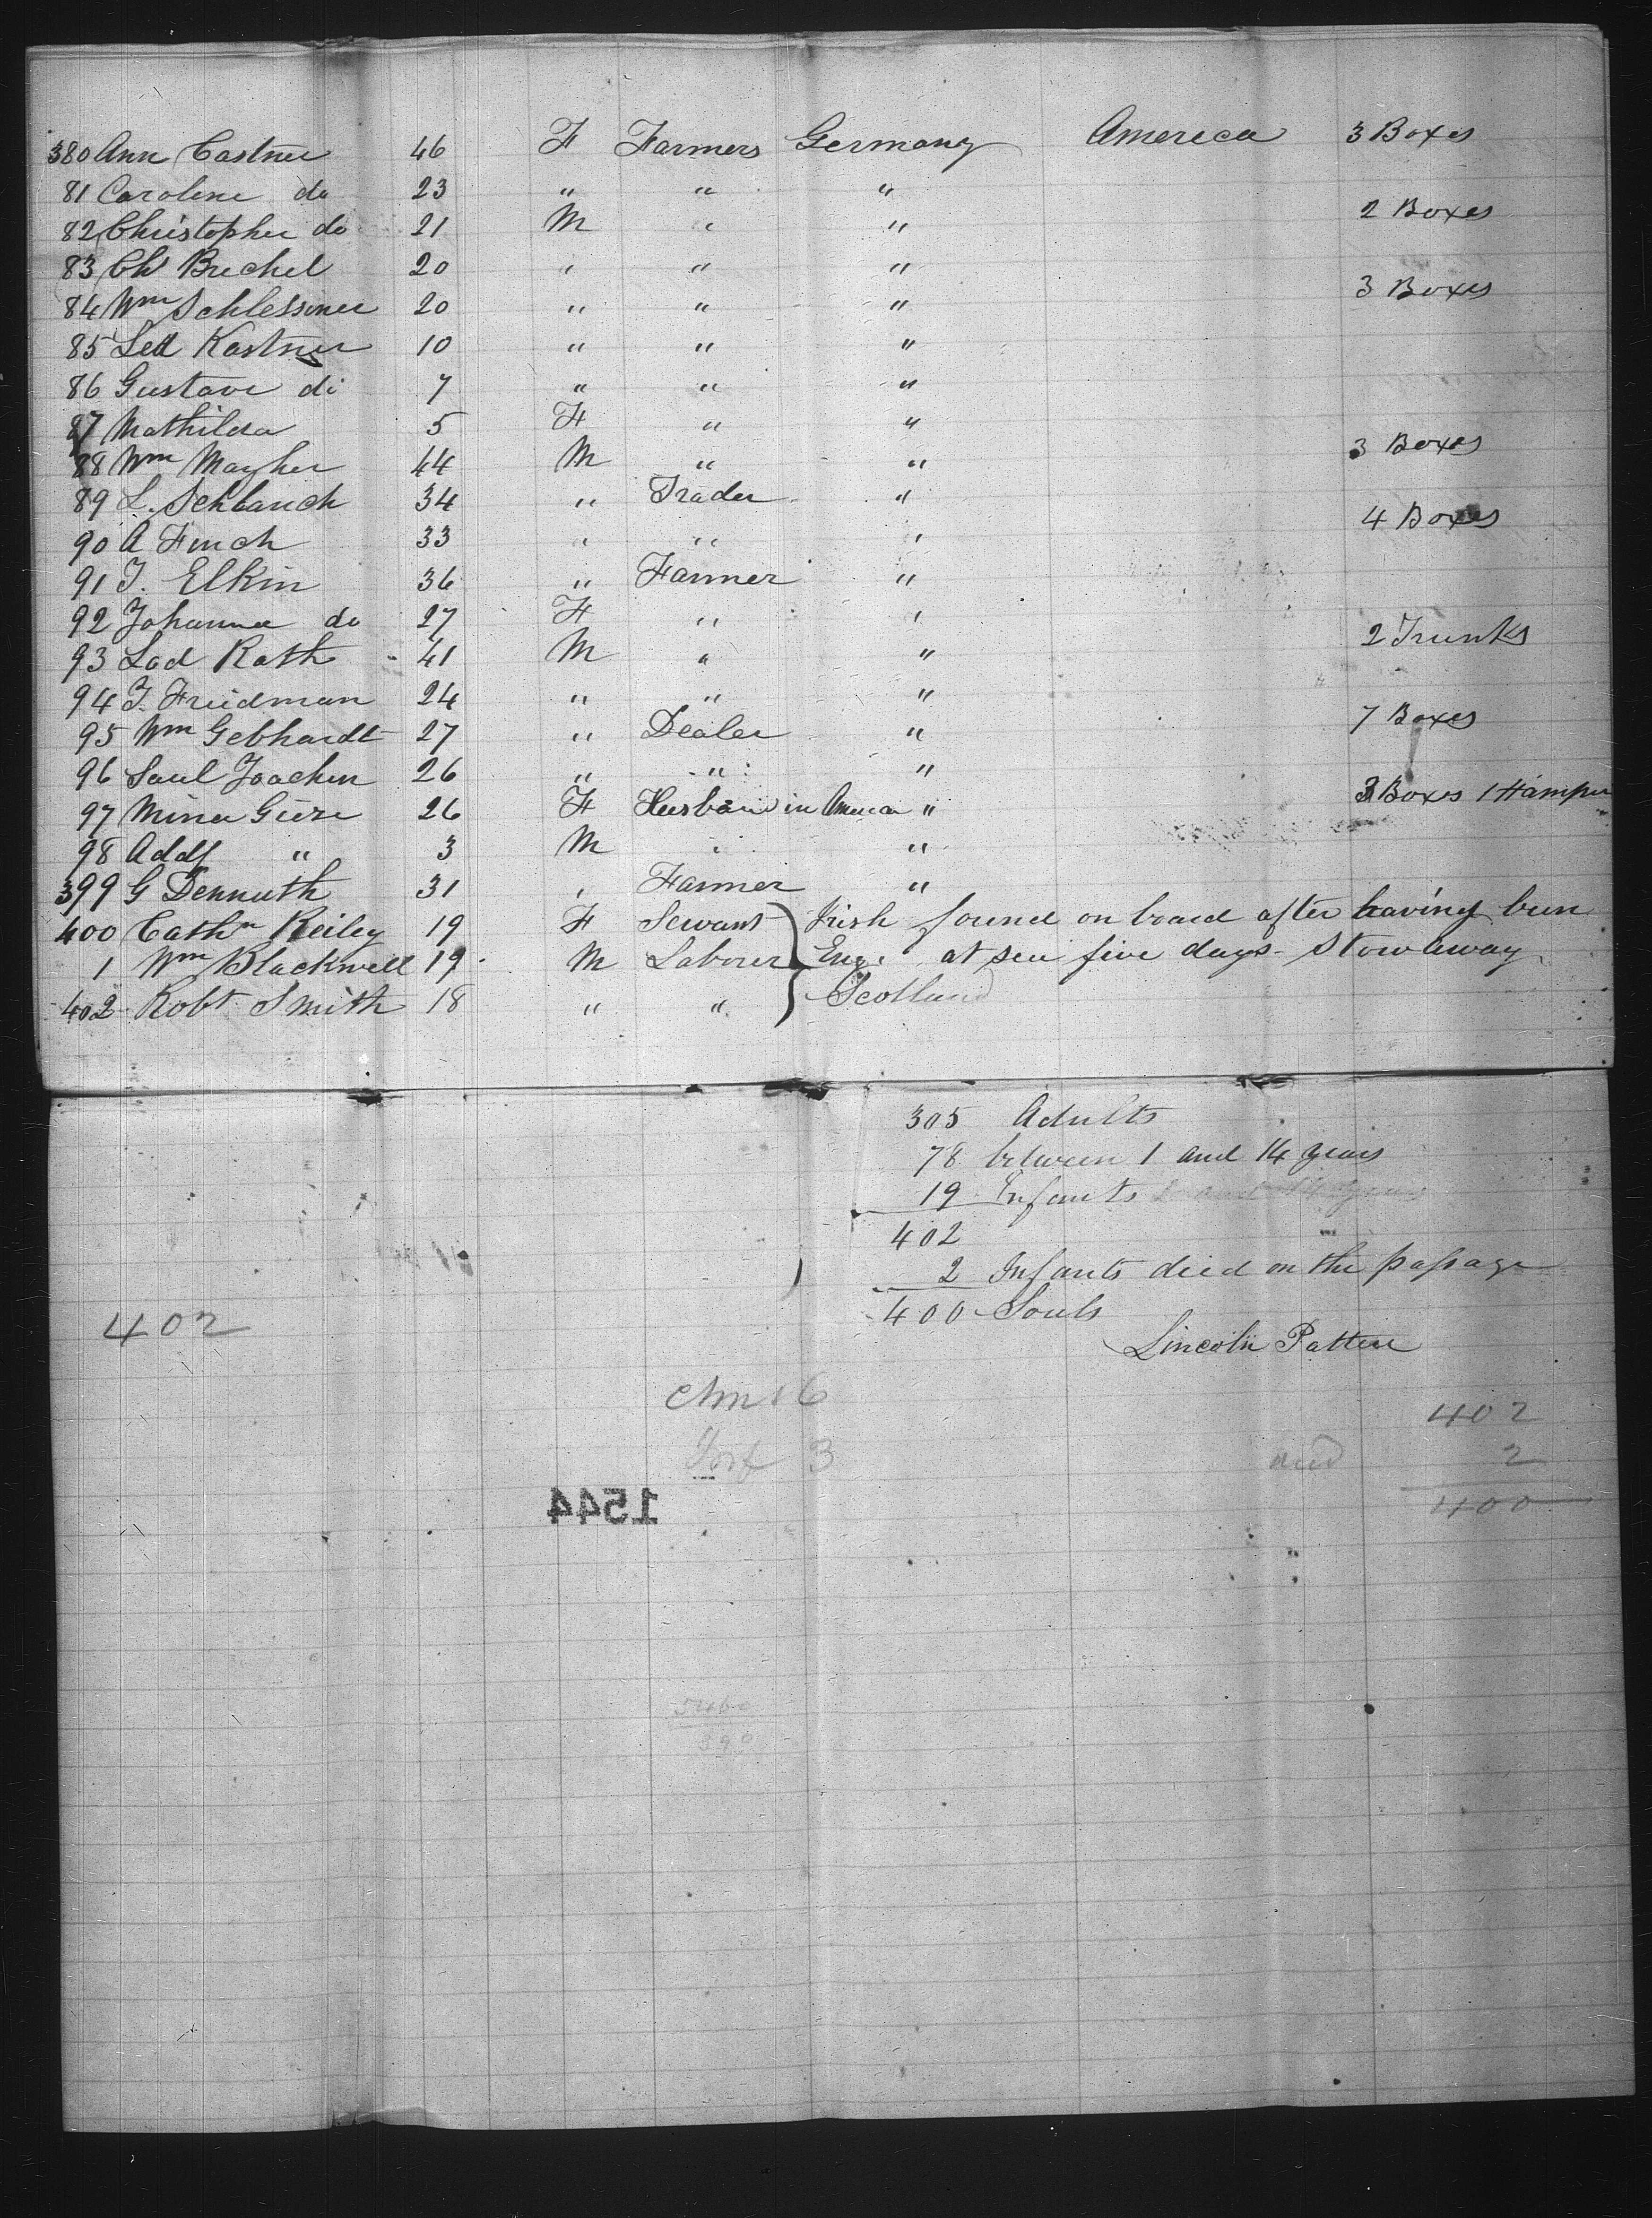 380 Ann Castner 46 F Farmers Germany America 3 Boxes
81 Caroline do 23 " " "
82 Christopher do 21 M " " 2 Boxes
83 Ch Brechel 20 " " "
84 Wm Schlessner 20 " " " 3 Boxes
85 Kastner 10 " " "
86 Gustave do 7 " " "
87 Mathilda 5 F " "
88 Wm Mayher 44 M " " 3 Boxes
89 L. Schlauch 34 " Trader "
90 A Finch 33 " " " 4 Boxes
91 J. Elkin 36 " Farmer "
92 Johanna do 27 F " "
93 Lod Rath 41 M " " 2 Trunks
94 J. Friedman 24 " " "
95 Wm Gebhardt 27 " Dealer " 7 Boxes
96 Saul Joachim 26 " " "
97 Mina 26 F Husband in America " 3 Boxes 1 Hamper
98 " 3 M " "
399 G Demuth 31 " Farmer "
400 Cathn Reiley 19 F Servant Irish found on board after having been
1 Wm Blackwell 19 M Laborer Eng. at sea five days - Stowaway
402 Robt Smith 18 " " Scotland
305 Adults
78 between 1 and 14 years
19 Infants
402
2 Infants died on the passage
400 Souls
402
Lincoln Patten
6
402
Inf 3
died 2
400
1544